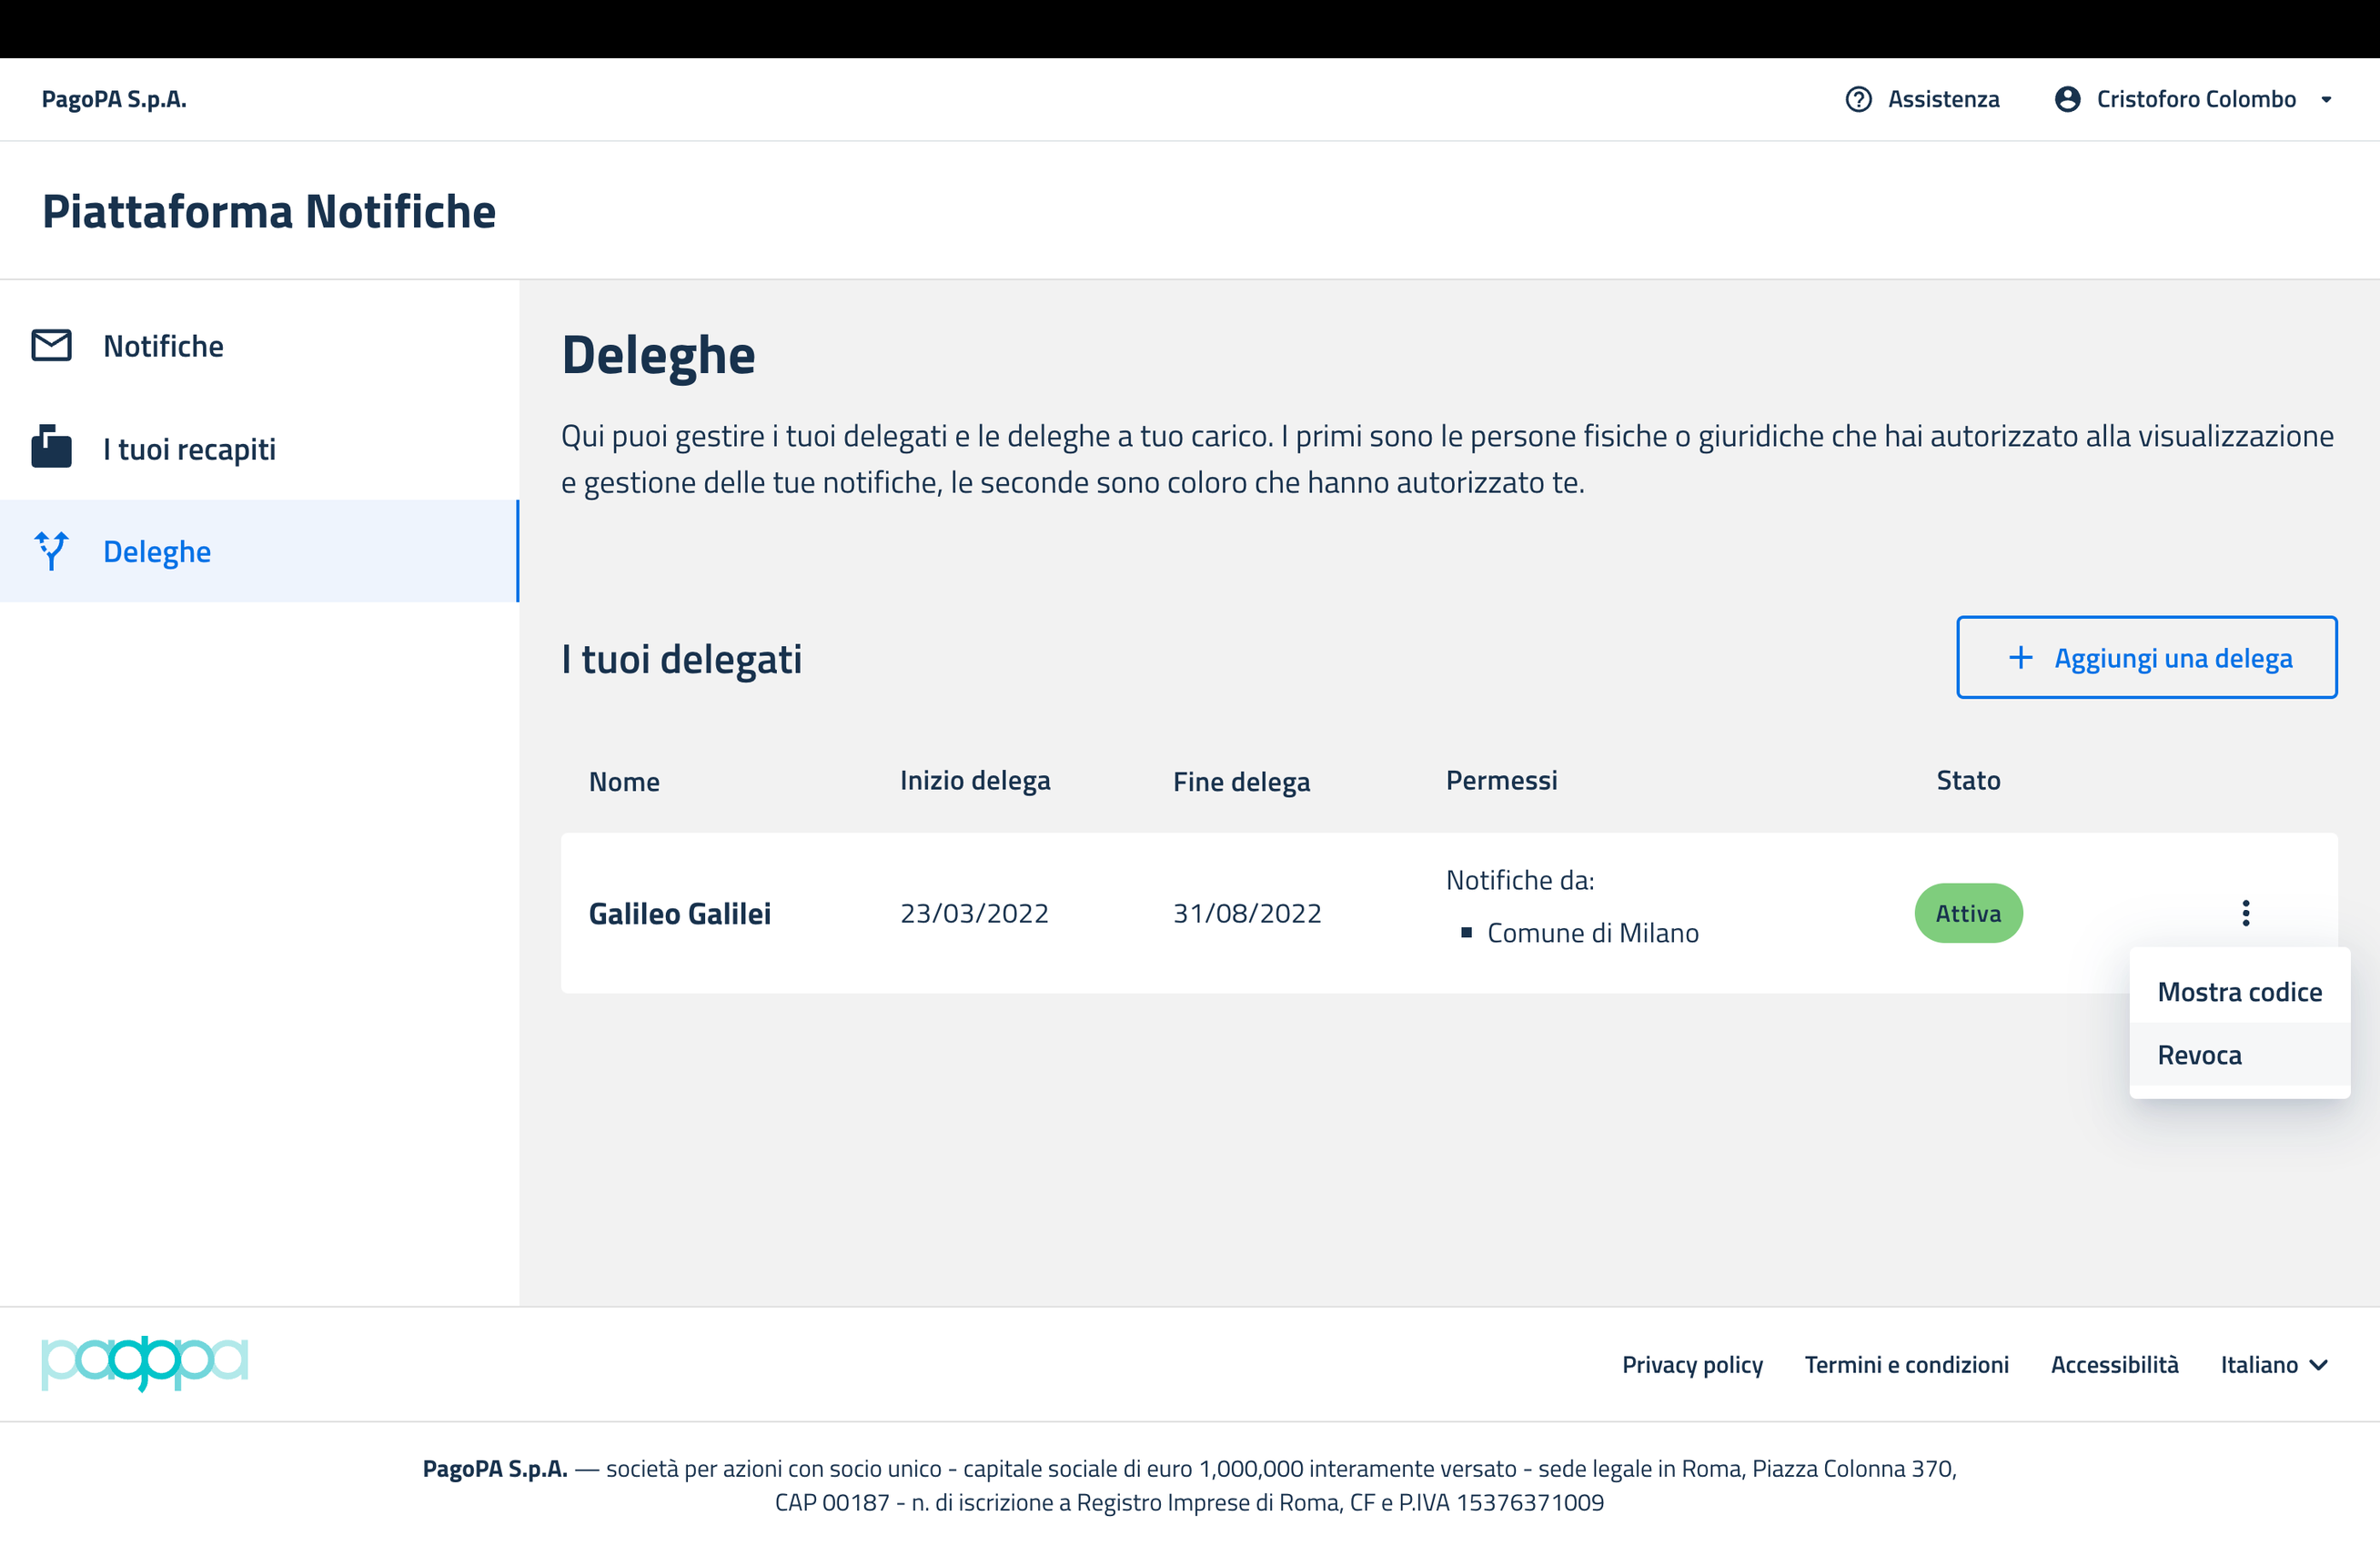 PagoPA S.p.A.
Assistenza
Cristoforo Colombo
Piattaforma Notifiche
Notifiche
I tuoi recapiti
Deleghe
Deleghe
Qui puoi gestire i tuoi delegati e le deleghe a tuo carico. I primi sono le persone fisiche o giuridiche che hai autorizzato alla visualizzazione
e gestione delle tue notifiche, le seconde sono coloro che hanno autorizzato te.
I tuoi delegati
Aggiungi una delega
Nome
Inizio delega
Fine delega
Permessi
Stato
Galileo Galilei
23/03/2022
31/08/2022
Notifiche da:
▪ Comune di Milano
Attiva
Mostra codice
Revoca
pagopa
Privacy policy
Termini e condizioni
Accessibilità
Italiano
PagoPA S.p.A. — società per azioni con socio unico - capitale sociale di euro 1,000,000 interamente versato - sede legale in Roma, Piazza Colonna 370,
CAP 00187 - n. di iscrizione a Registro Imprese di Roma, CF e P.IVA 15376371009